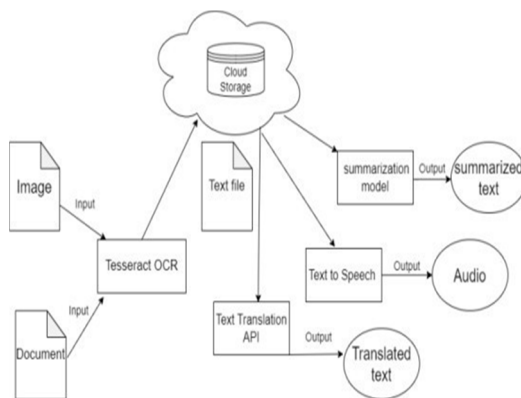 Cloud
Storage
Image
Input
Tesseract OCR
Input
Document
Text file
summarization
model
Output
summarized
text
Text to Speech
Output
Audio
Text Translation
API
Output
Translated
text